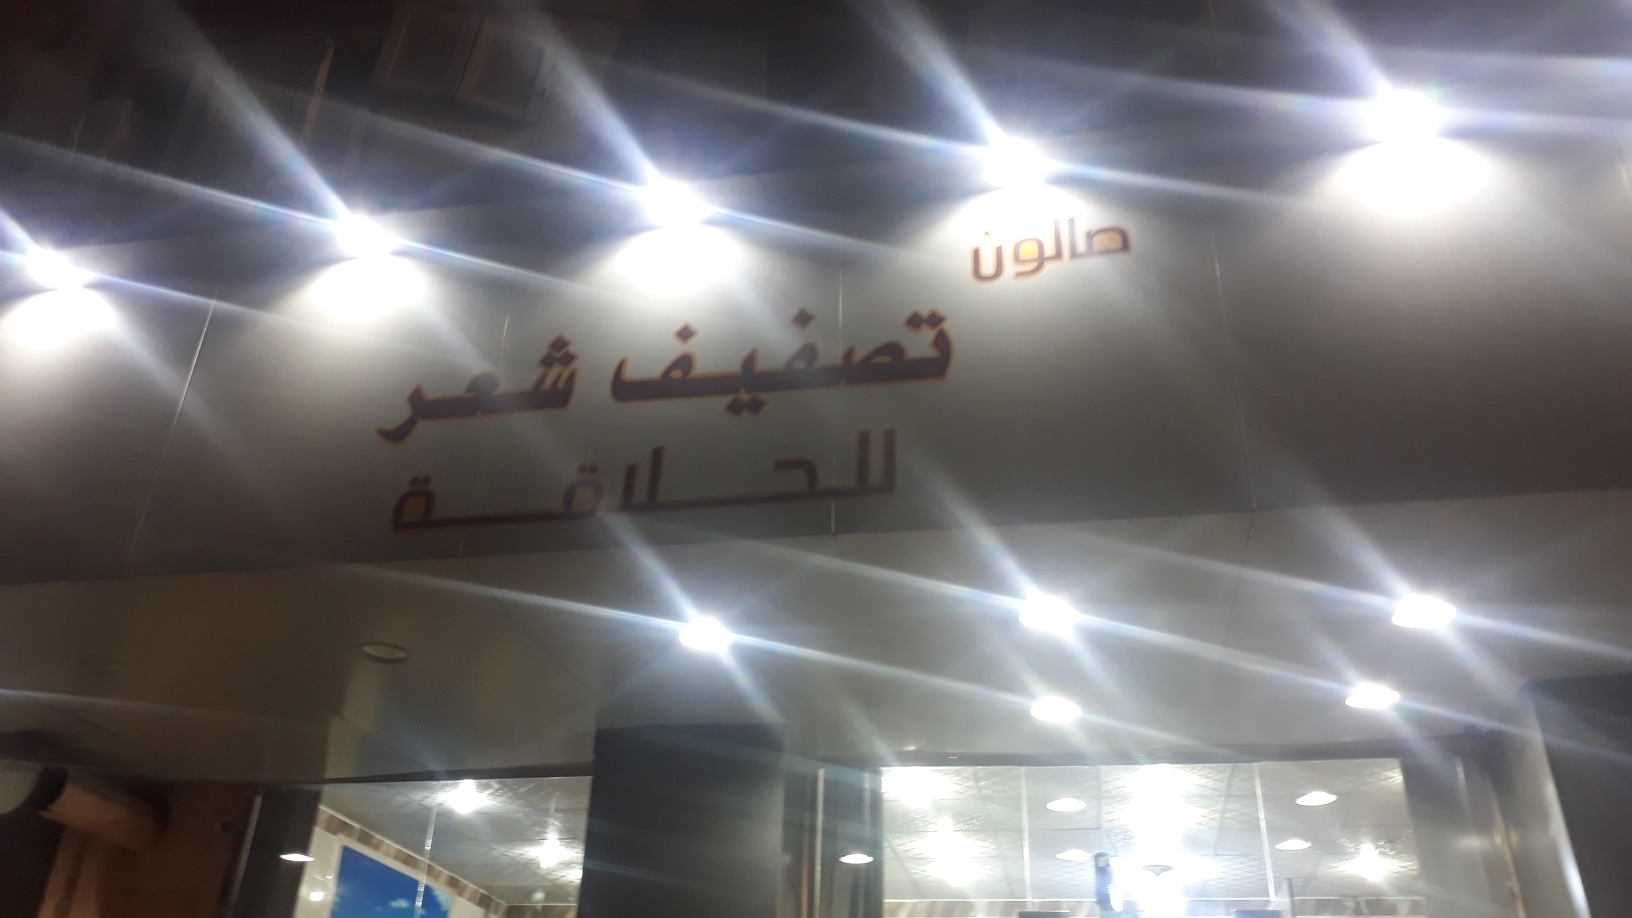 صالون
تصفيف شعر
للحلاقة